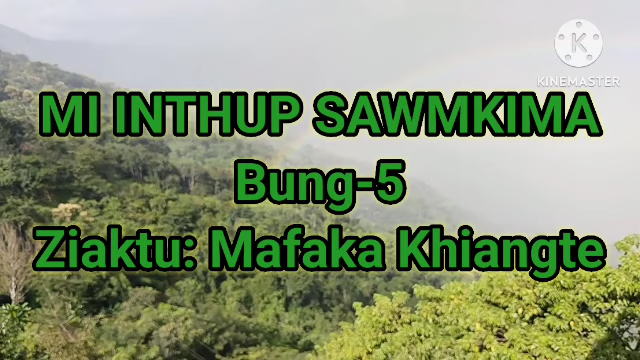 K
KINEMASTER
MI INTHUP SAWMKIMA
Bung-5
Ziaktu: Mafaka Khiangte